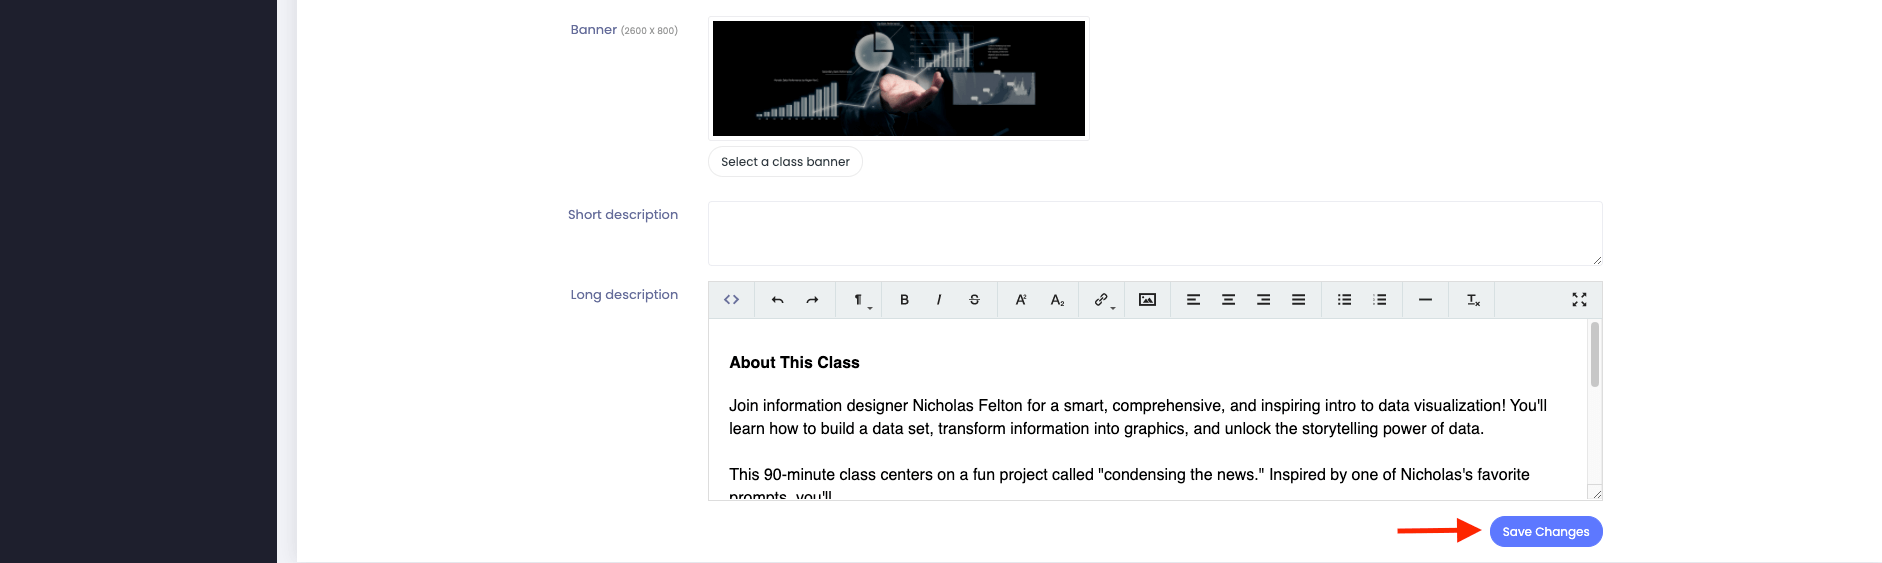 Banner (2600 X 800)
Select a class banner
Short description
Long description
About This Class
Join information designer Nicholas Felton for a smart, comprehensive, and inspiring intro to data visualization! You'll
learn how to build a data set, transform information into graphics, and unlock the storytelling power of data.
This 90-minute class centers on a fun project called "condensing the news." Inspired by one of Nicholas's favorite
prompts, you'll
Save Changes